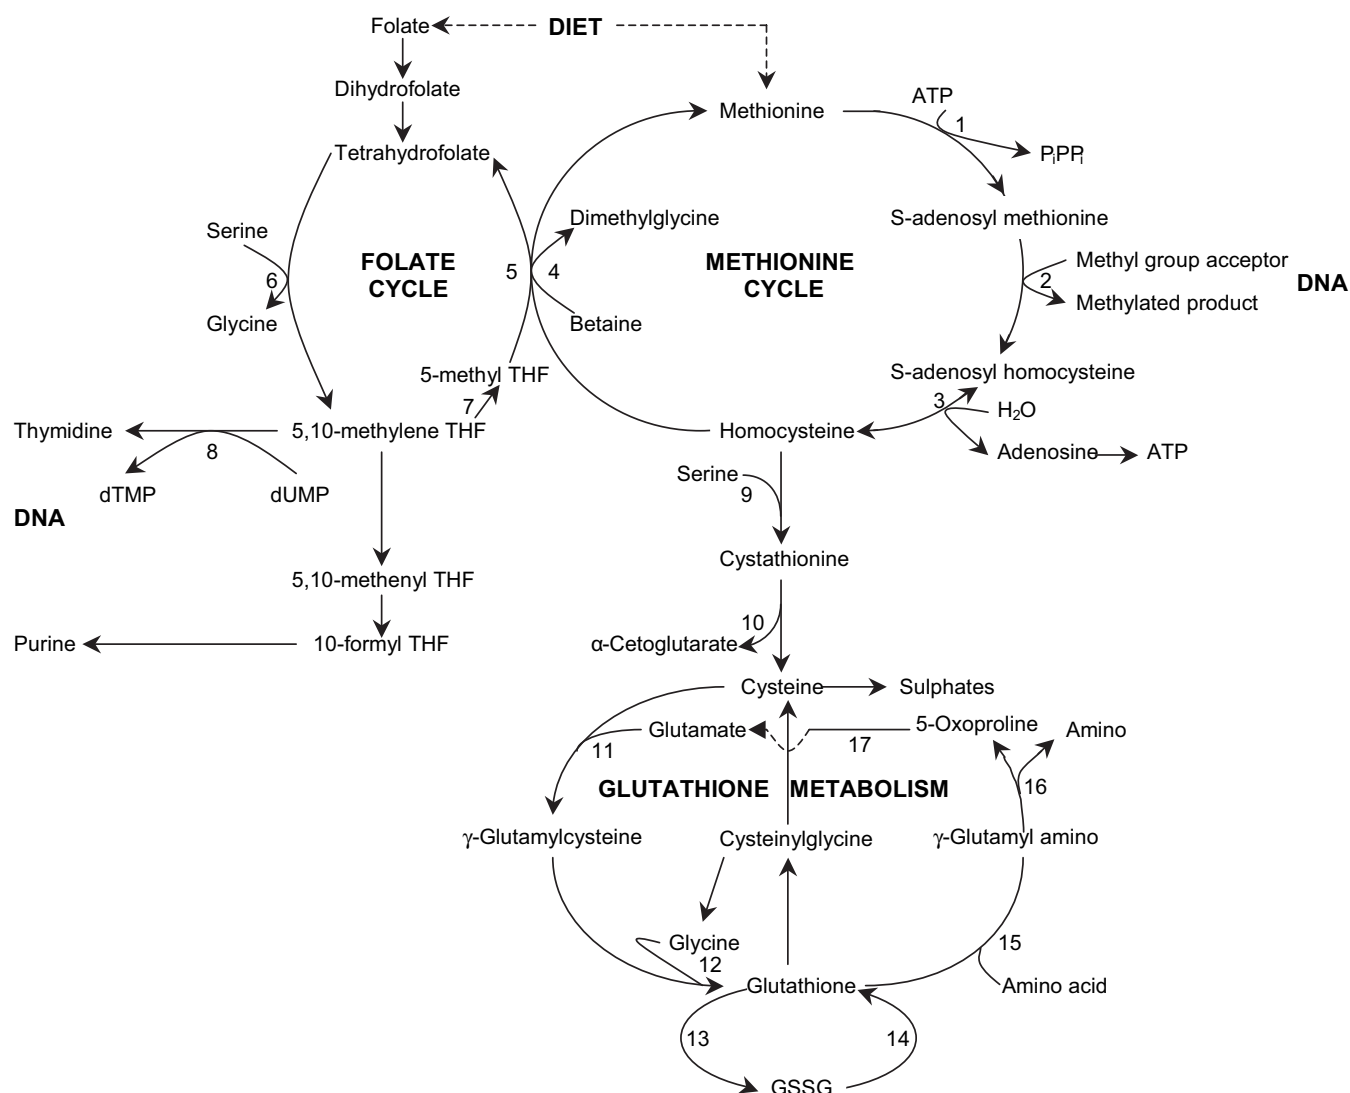 Folate
DIET
Dihydrofolate
ATP
Methionine
1
PiPPi
Tetrahydrofolate
Dimethylglycine
S-adenosyl methionine
Serine
FOLATE
CYCLE
METHIONINE
CYCLE
Methyl group acceptor
DNA
6
5
4
2
Methylated product
Glycine
Betaine
5-methyl THF
S-adenosyl homocysteine
7
3
H2O
Thymidine
5,10-methylene THF
Homocysteine
8
Adenosine
ATP
Serine
9
dTMP
dUMP
DNA
Cystathionine
5,10-methenyl THF
10
Purine
10-formyl THF
α-Cetoglutarate
Cysteine
Sulphates
Glutamate
5-Oxoproline
Amino
11
17
GLUTATHIONE METABOLISM
16
γ-Glutamylcysteine
Cysteinylglycine
γ-Glutamyl amino
Glycine
15
12
Glutathione
Amino acid
13
14
GSSG